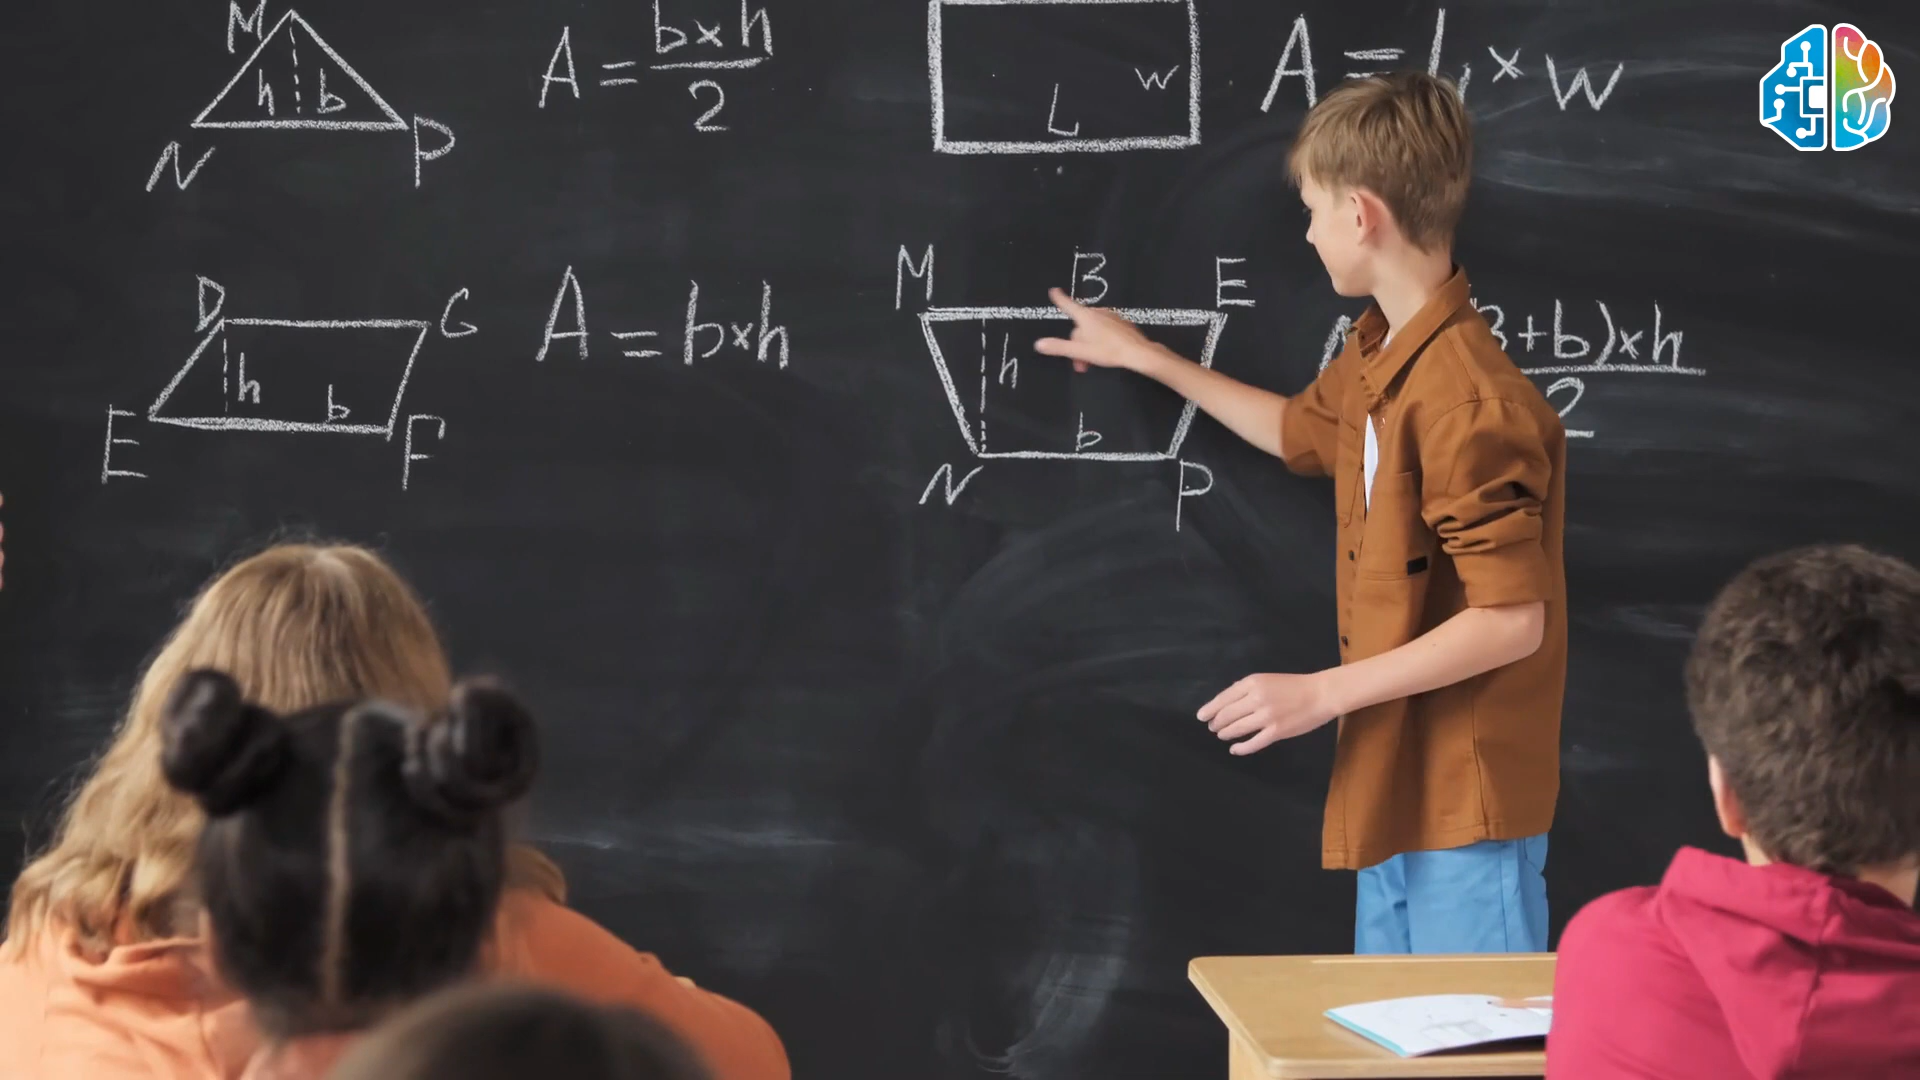 M
h b
N P
A = b×h
2
L w
A = L × w
D G
h b
E F
A = b×h
M B E
h b
N P
B+b)×h
2